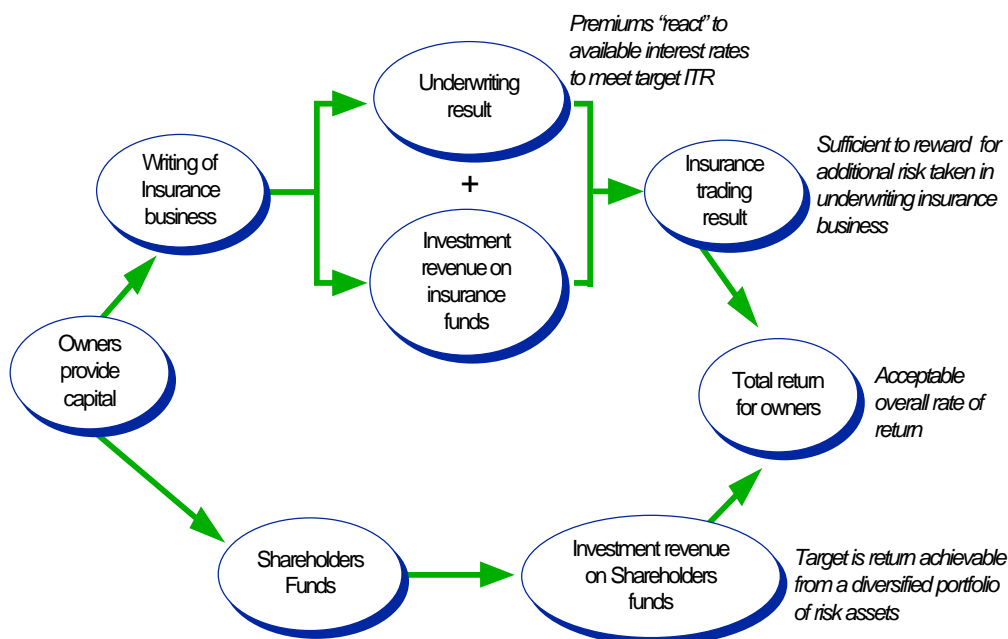 Premiums “react” to
available interest rates
to meet target ITR
Underwriting
result
Writing of
Insurance
business
+
Insurance
trading
result
Sufficient to reward for
additional risk taken in
underwriting insurance
business
Investment
revenue on
insurance
funds
Owners
provide
capital
Total return
for owners
Acceptable
overall rate of
return
Shareholders
Funds
Investment revenue
on Shareholders
funds
Target is return achievable
from a diversified portfolio
of risk assets